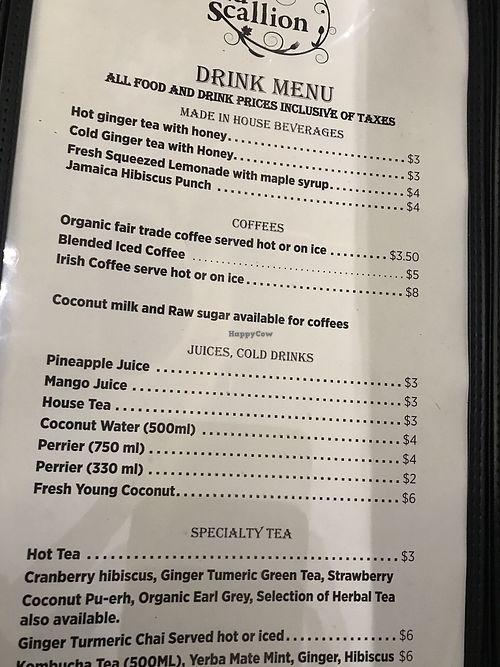 Scallion
DRINK MENU
ALL FOOD AND DRINK PRICES INCLUSIVE OF TAXES
MADE IN HOUSE BEVERAGES
Hot ginger tea with honey $3
Cold Ginger tea with Honey $3
Fresh Squeezed Lemonade with maple syrup $4
Jamaica Hibiscus Punch $4
COFFEES
Organic fair trade coffee served hot or on ice $3.50
Blended Iced Coffee $5
Irish Coffee serve hot or on ice $8
Coconut milk and Raw sugar available for coffees
HappyCow
JUICES, COLD DRINKS
Pineapple Juice $3
Mango Juice $3
House Tea $3
Coconut Water (500ml) $4
Perrier (750 ml) $4
Perrier (330 ml) $2
Fresh Young Coconut $6
SPECIALTY TEA
Hot Tea $3
Cranberry hibiscus, Ginger Tumeric Green Tea, Strawberry
Coconut Pu-erh, Organic Earl Grey, Selection of Herbal Tea
also available.
Ginger Turmeric Chai Served hot or iced $6
Kombucha Tea (500ML), Yerba Mate Mint, Ginger, Hibiscus $6